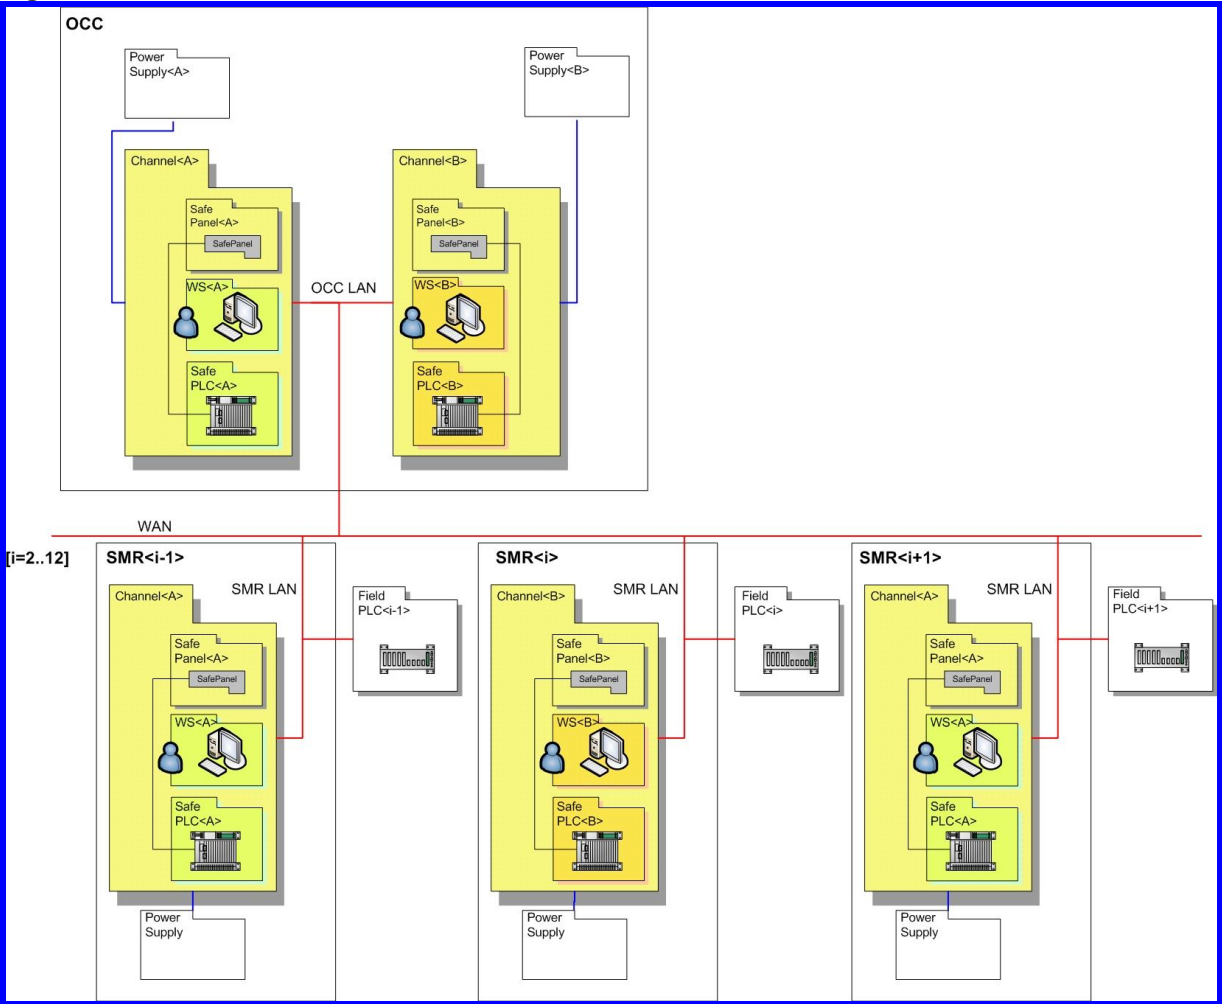 OCC
Power
Supply<A>
Power
Supply<B>
Channel<A>
Channel<B>
Safe
Panel<A>
SafePanel
Safe
Panel<B>
SafePanel
WS<A>
OCC LAN
WS<B>
Safe
PLC<A>
Safe
PLC<B>
WAN
[i=2..12]
SMR<i-1>
SMR<i>
SMR<i+1>
Channel<A>
SMR LAN
Field
PLC<i-1>
Channel<B>
SMR LAN
Field
PLC<i>
Channel<A>
SMR LAN
Field
PLC<i+1>
Safe
Panel<A>
SafePanel
Safe
Panel<B>
SafePanel
Safe
Panel<A>
SafePanel
WS<A>
WS<B>
WS<A>
Safe
PLC<A>
Safe
PLC<B>
Safe
PLC<A>
Power
Supply
Power
Supply
Power
Supply